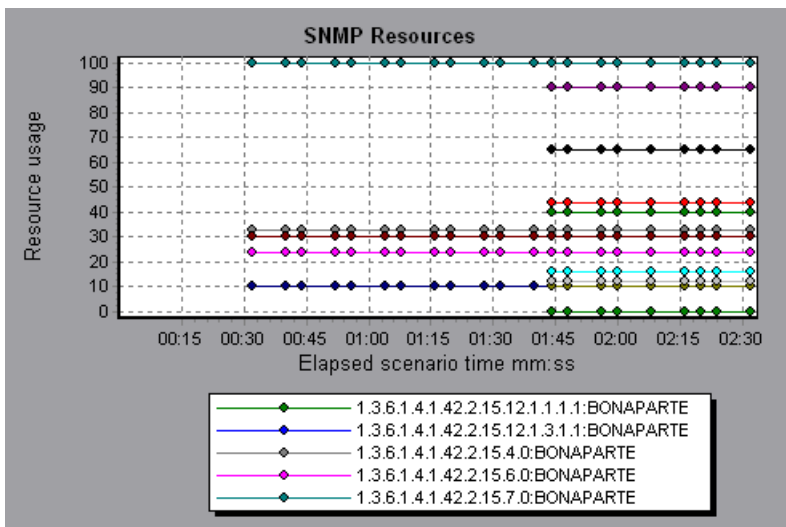 SNMP Resources
Resource usage
100
90
80
70
60
50
40
30
20
10
0
00:15 00:30 00:45 01:00 01:15 01:30 01:45 02:00 02:15 02:30
Elapsed scenario time mm:ss
1.3.6.1.4.1.42.2.15.12.1.1.1.1:BONAPARTE
1.3.6.1.4.1.42.2.15.12.1.3.1.1:BONAPARTE
1.3.6.1.4.1.42.2.15.4.0:BONAPARTE
1.3.6.1.4.1.42.2.15.6.0:BONAPARTE
1.3.6.1.4.1.42.2.15.7.0:BONAPARTE